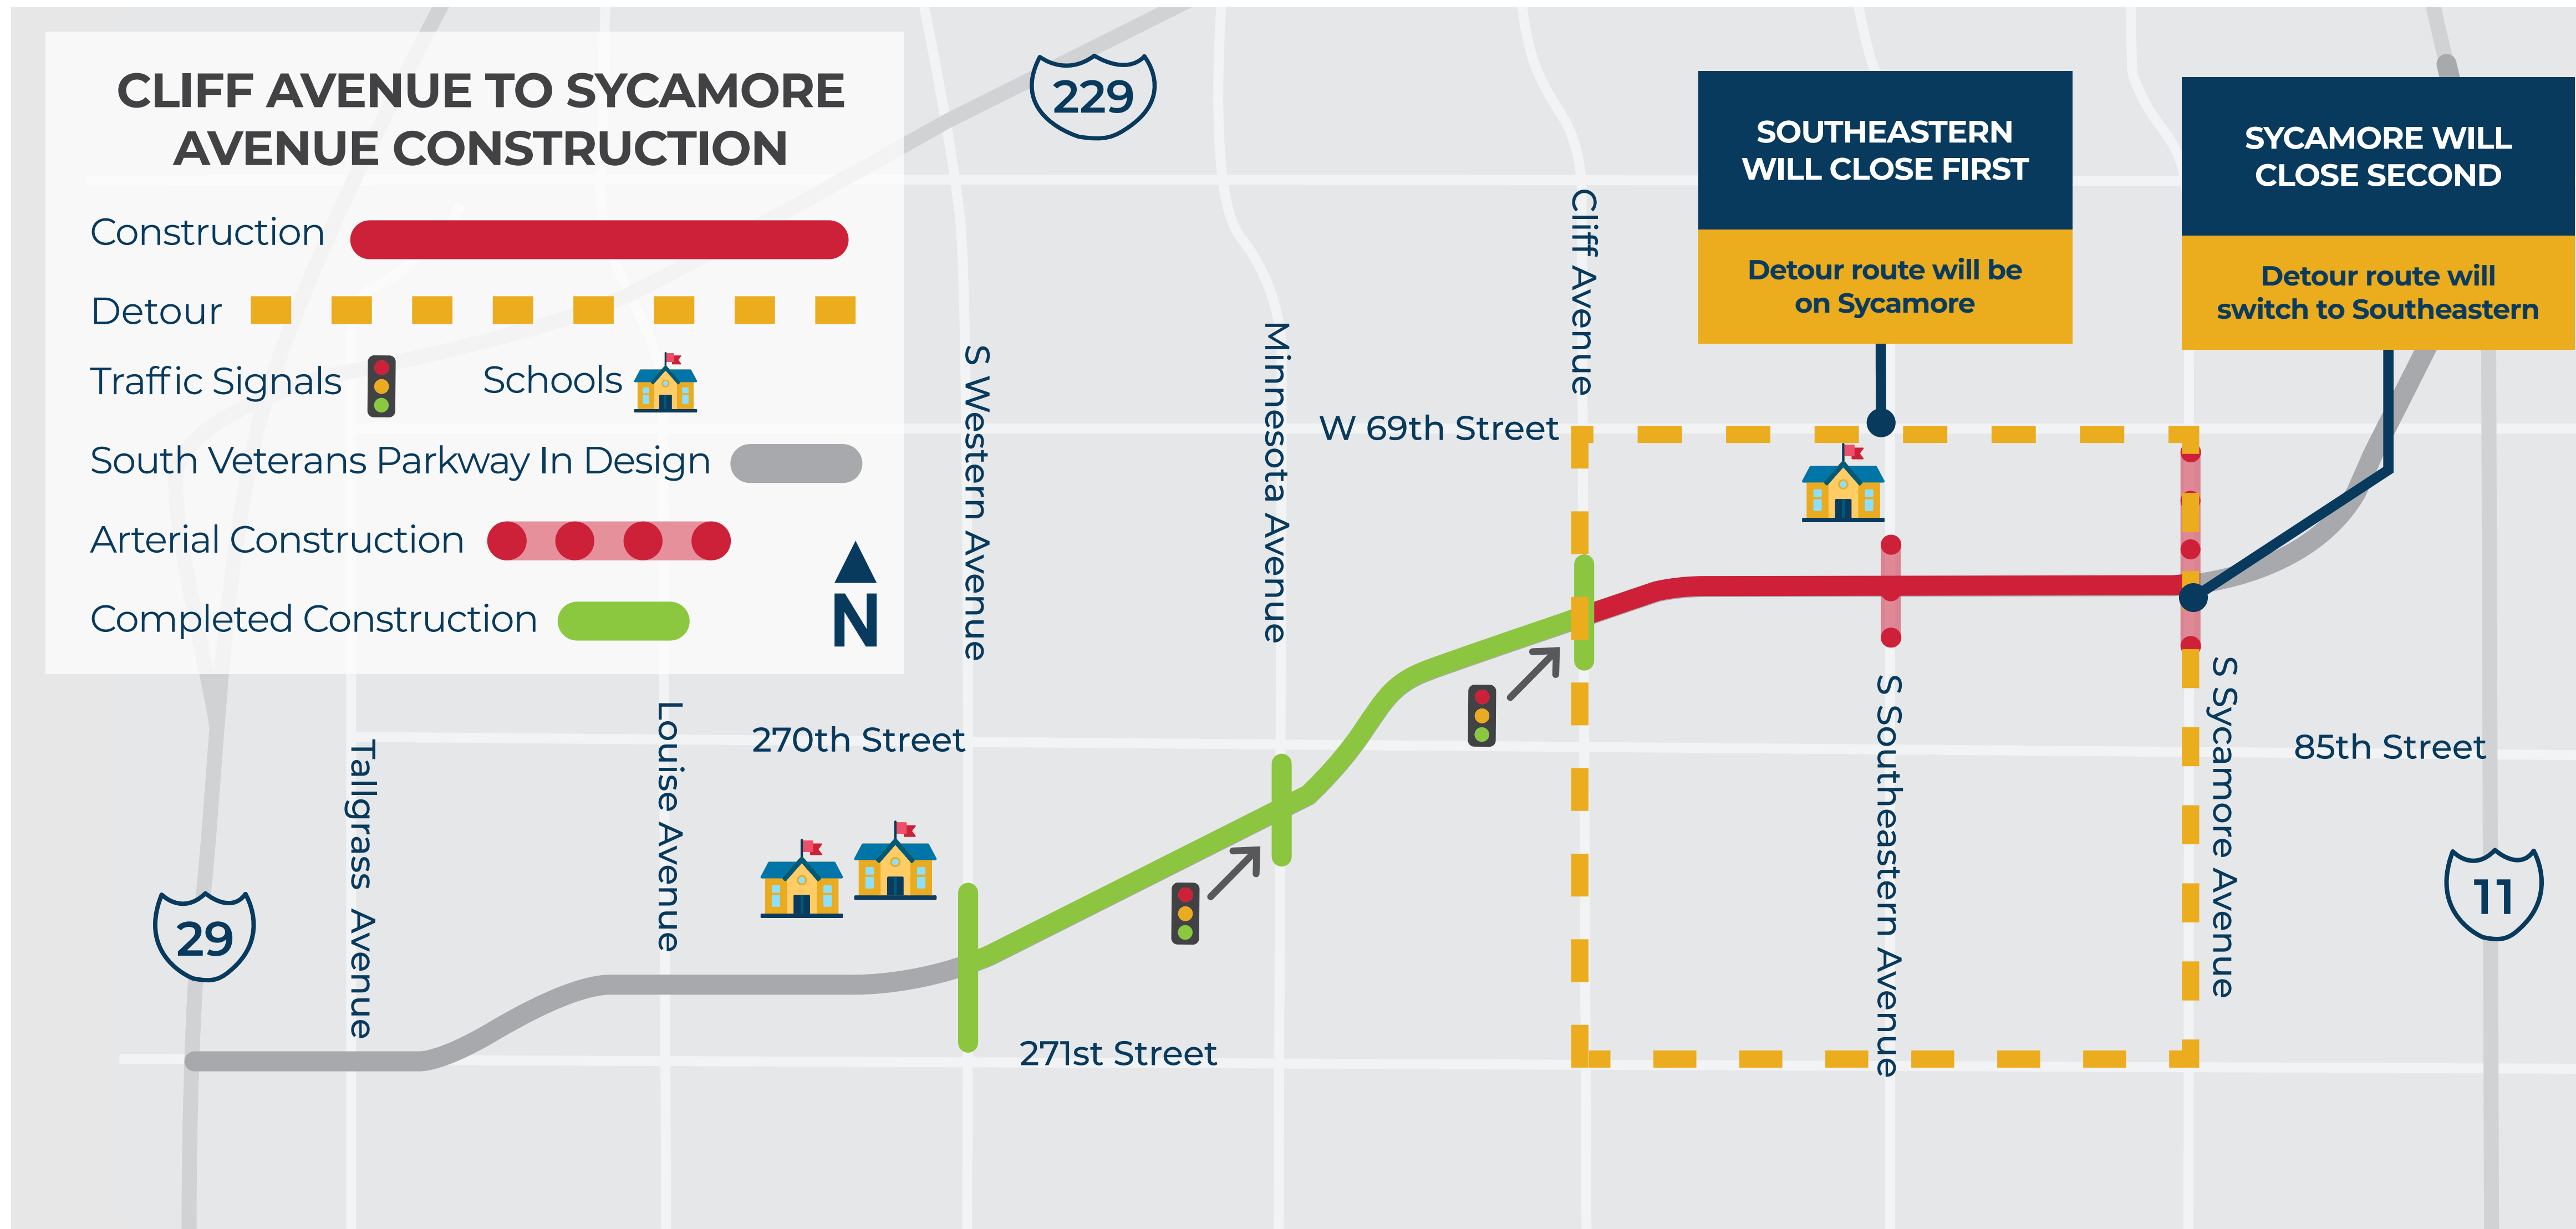 CLIFF AVENUE TO SYCAMORE
AVENUE CONSTRUCTION
Construction
Detour
Traffic Signals
Schools
South Veterans Parkway In Design
Arterial Construction
Completed Construction
N
229
SOUTHEASTERN
WILL CLOSE FIRST
Detour route will be
on Sycamore
SYCAMORE WILL
CLOSE SECOND
Detour route will
switch to Southeastern
Cliff Avenue
W 69th Street
Minnesota Avenue
S Western Avenue
S Southeastern Avenue
S Sycamore Avenue
85th Street
270th Street
Louise Avenue
Tallgrass Avenue
29
11
271st Street